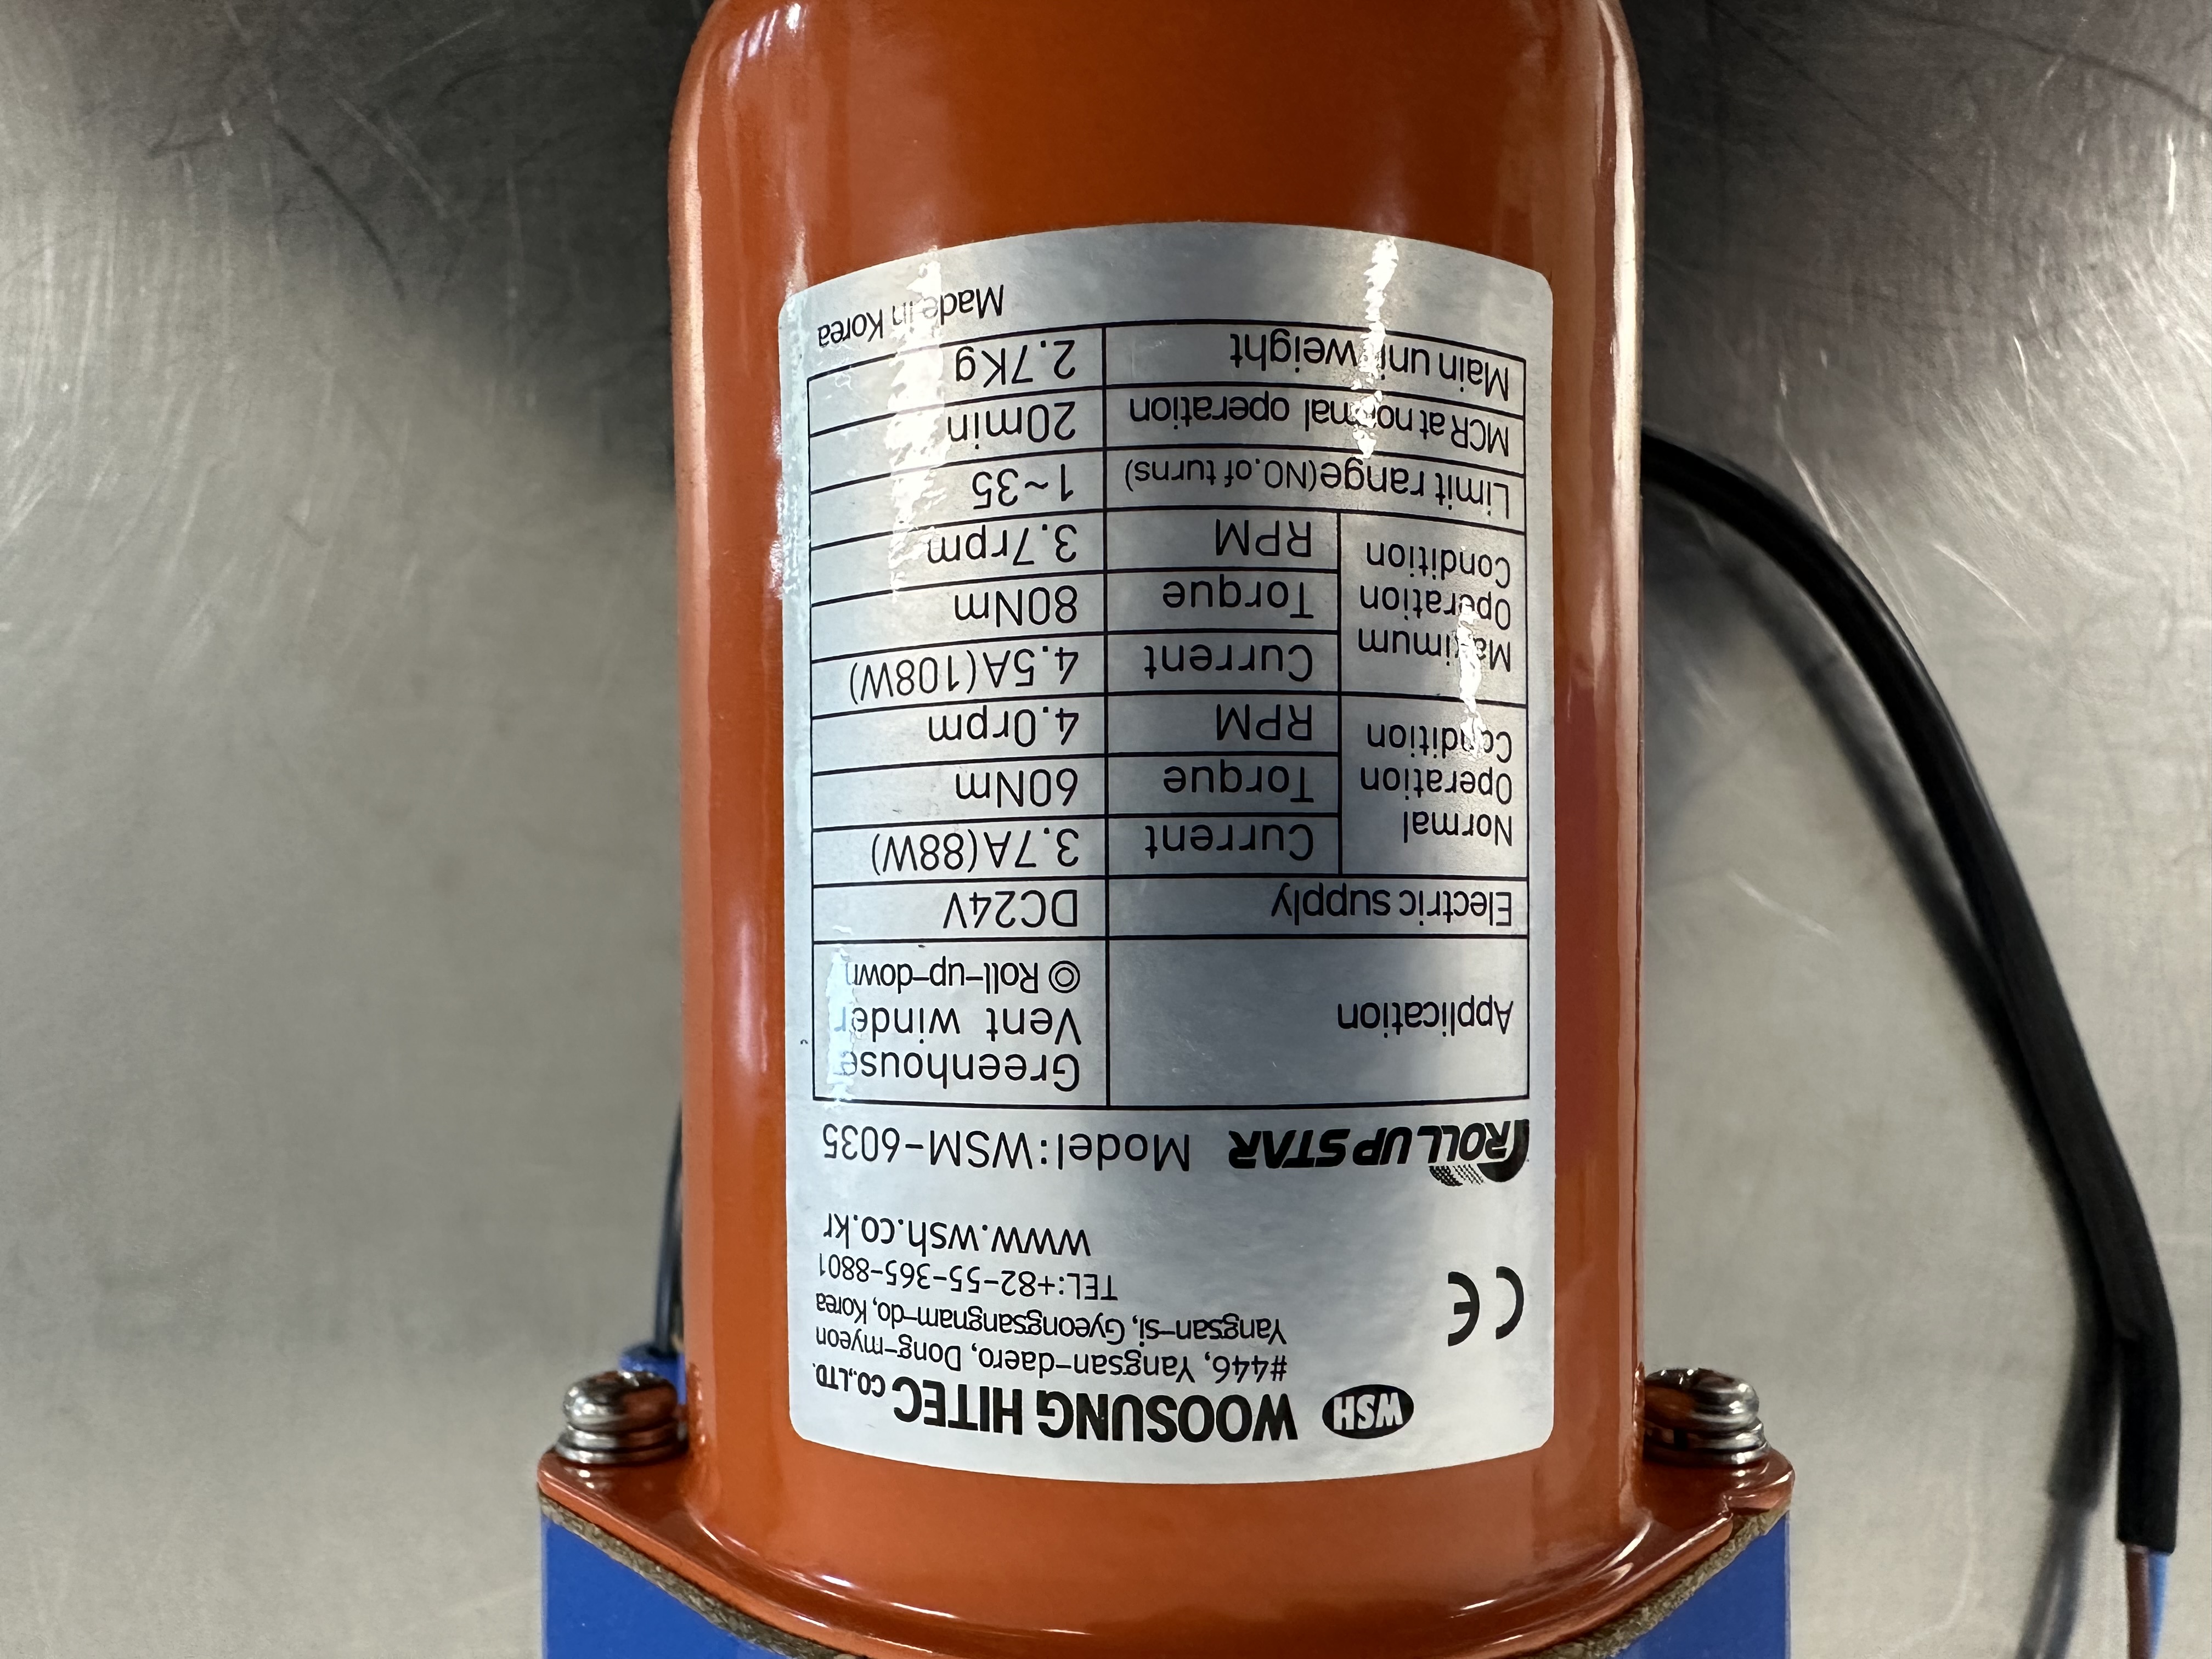 WSH WOOSUNG HITEC CO.,LTD.
#446, Yangsan-daero, Dong-myeon
Yangsan-si, Gyeongsangnam-do, Korea
TEL:+82-55-365-8801
www.wsh.co.kr
CE
ROLL UP STAR Model:WSM-6035
Application Greenhouse
Vent winder
◎ Roll-up-down
Electric supply DC24V
Normal
Operation
Condition
Current 3.7A(88W)
Torque 60Nm
RPM 4.0rpm
Maximum
Operation
Condition
Current 4.5A(108W)
Torque 80Nm
RPM 3.7rpm
Limit range(NO.of turns) 1~35
MCR at normal operation 20min
Main unit weight 2.7Kg
Made in Korea